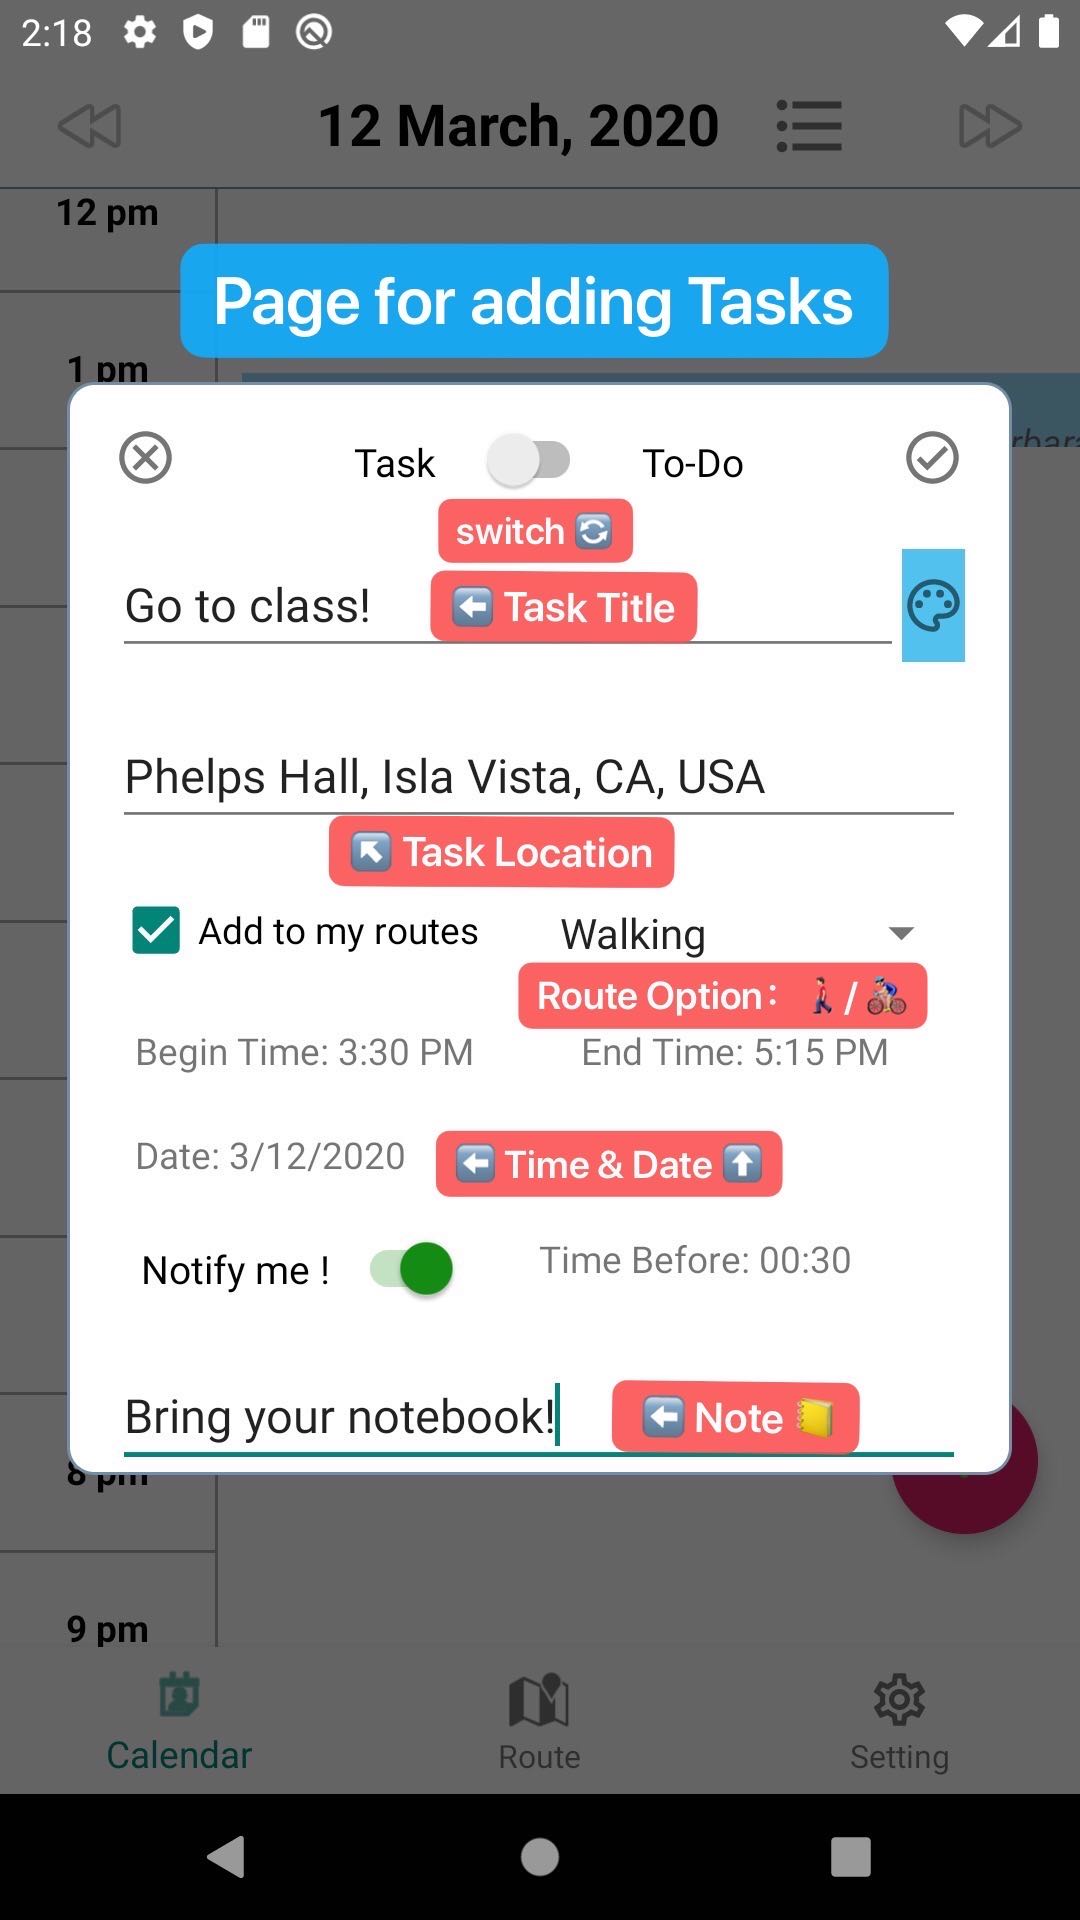 2:18
12 March, 2020
12 pm
Page for adding Tasks
1 pm
Task To-Do
switch
Go to class! Task Title
Phelps Hall, Isla Vista, CA, USA
Task Location
Add to my routes Walking
Route Option: /
Begin Time: 3:30 PM End Time: 5:15 PM
Date: 3/12/2020 Time & Date
Notify me ! Time Before: 00:30
Bring your notebook! Note
8 pm
9 pm
Calendar Route Setting